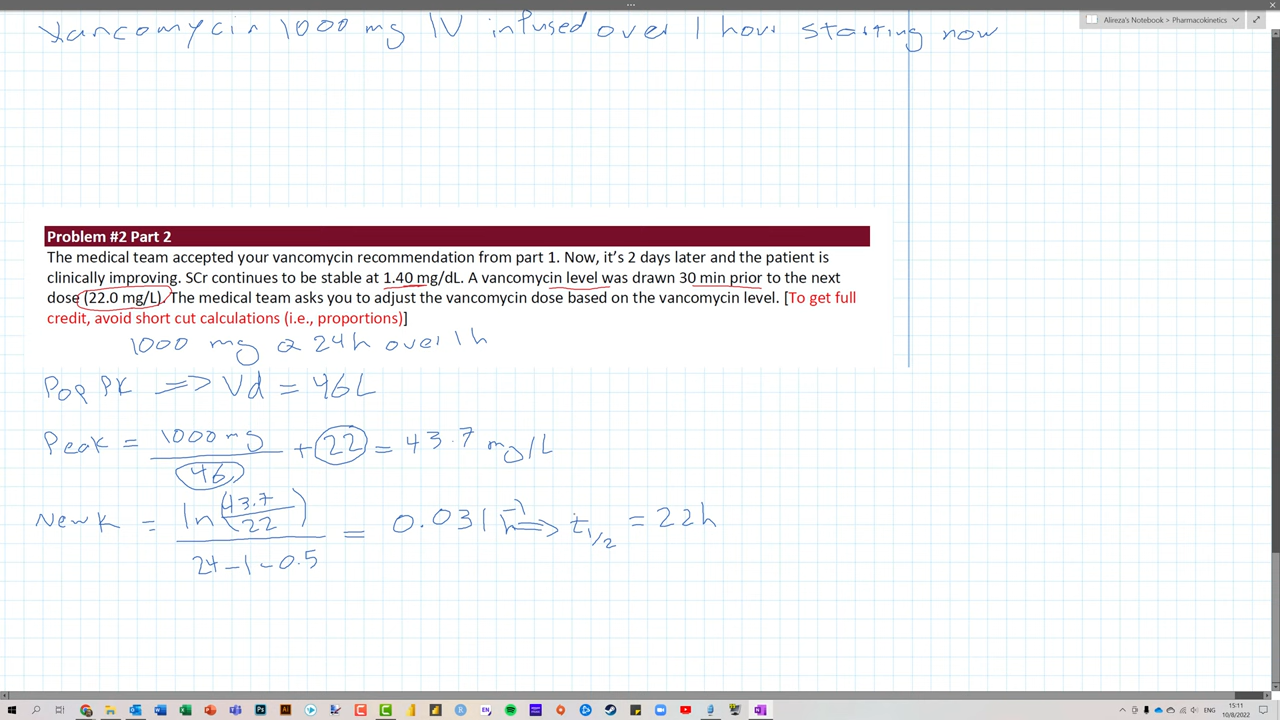 Alireza's Notebook > Pharmacokinetics
Vancomycin 1000 mg IV infused over 1 hour starting now
Problem #2 Part 2
The medical team accepted your vancomycin recommendation from part 1. Now, it's 2 days later and the patient is
clinically improving. SCr continues to be stable at 1.40 mg/dL. A vancomycin level was drawn 30 min prior to the next
dose (22.0 mg/L). The medical team asks you to adjust the vancomycin dose based on the vancomycin level. [To get full
credit, avoid short cut calculations (i.e., proportions)]
1000 mg Q 24h over 1h
Pop PK => Vd = 46L
Peak = 1000 mg / 46 + 22 = 43.7 mg/L
New K = ln(43.7/22) / 24-1-0.5 = 0.031 h⁻¹ => t1/2 = 22h
ENG
15:11
10/8/2022